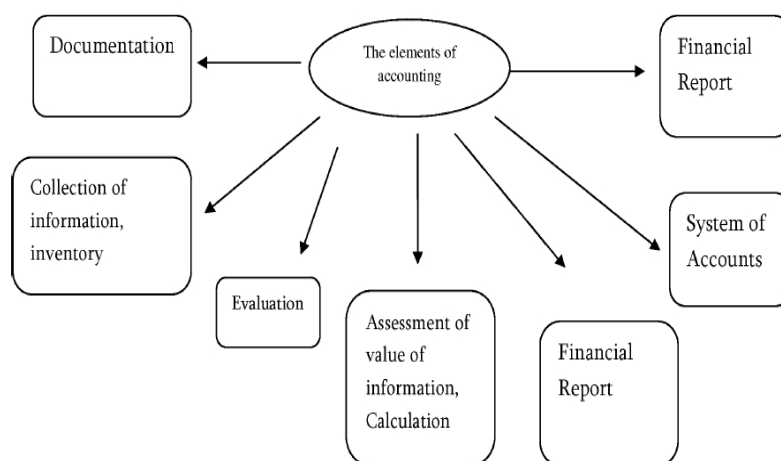 Documentation
The elements of
accounting
Financial
Report
Collection of
information,
inventory
System of
Accounts
Evaluation
Assessment of
value of
information,
Calculation
Financial
Report